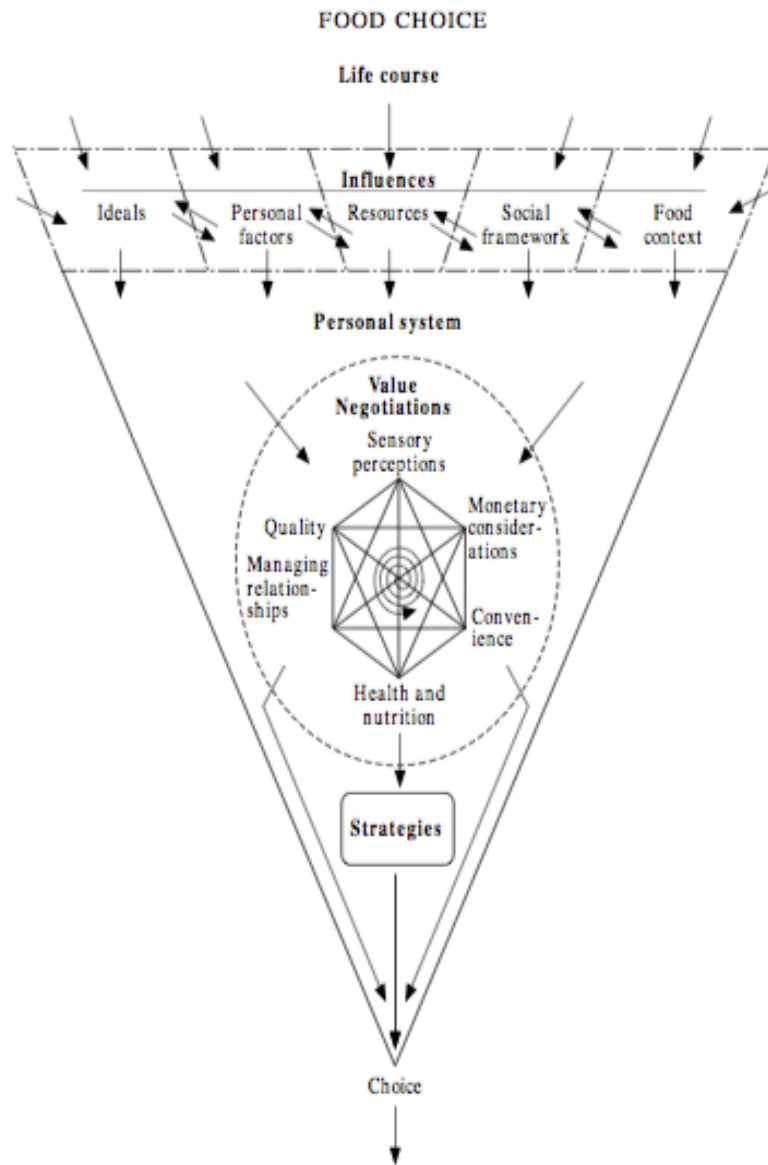 FOOD CHOICE
Life course
Influences
Ideals
Personal
factors
Resources
Social
framework
Food
context
Personal system
Value
Negotiations
Sensory
perceptions
Quality
Monetary
consider-
ations
Managing
relation-
ships
Conven-
ience
Health and
nutrition
Strategies
Choice